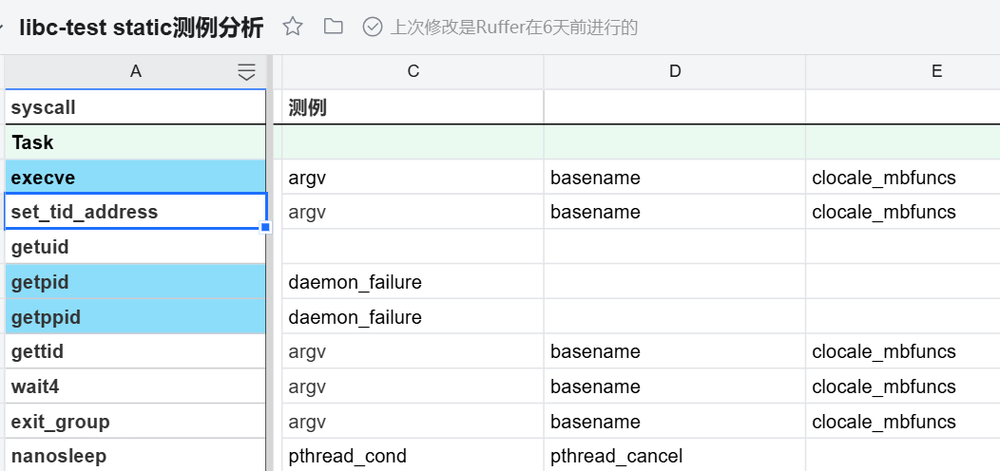 libc-test static测例分析 上次修改是Ruffer在6天前进行的
A C D E
syscall 测例
Task
execve argv basename clocale_mbfuncs
set_tid_address argv basename clocale_mbfuncs
getuid
getpid daemon_failure
getppid daemon_failure
gettid argv basename clocale_mbfuncs
wait4 argv basename clocale_mbfuncs
exit_group argv basename clocale_mbfuncs
nanosleep pthread_cond pthread_cancel